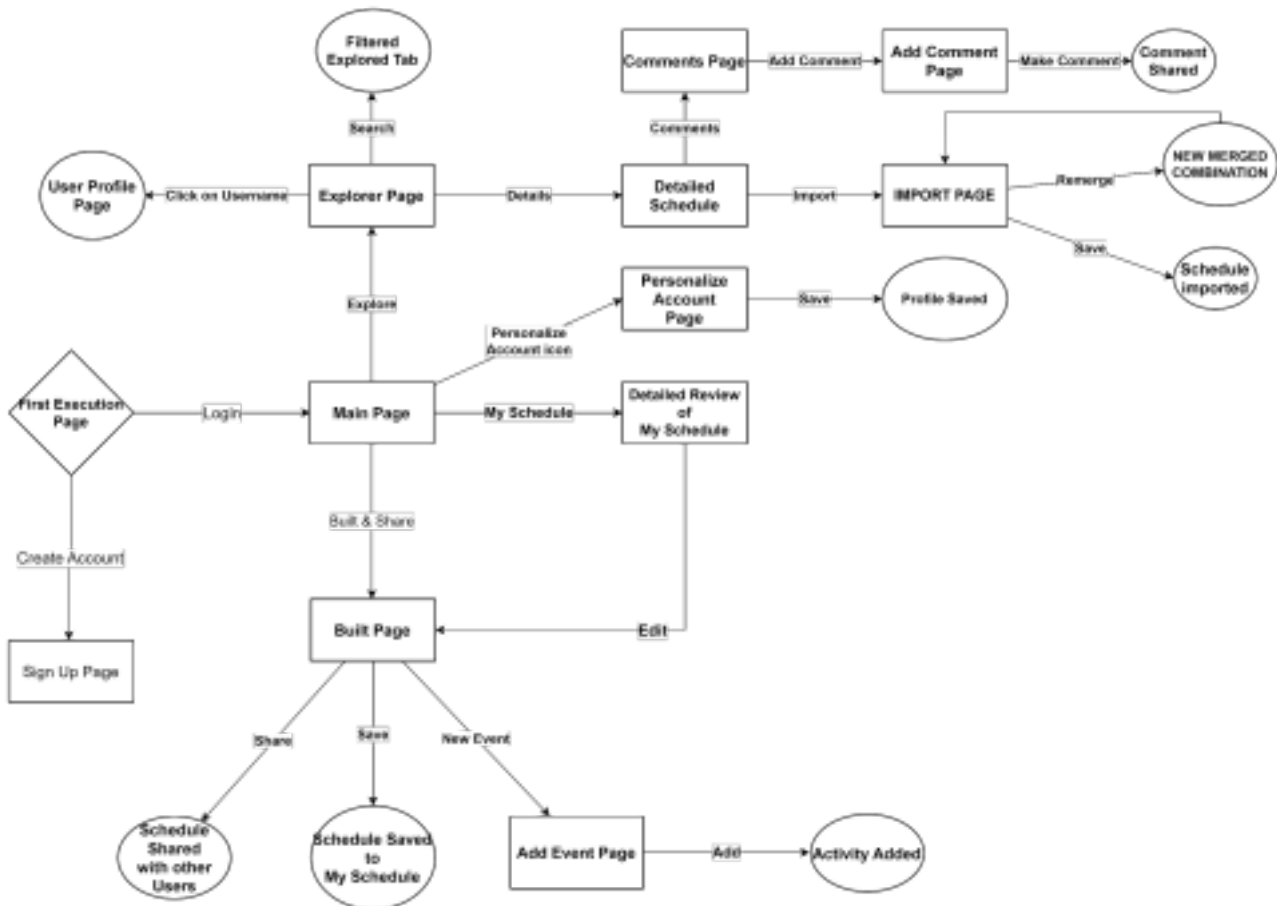 Filtered
Explored Tab
Comments Page
Add Comment
Add Comment
Page
Make Comment
Comment
Shared
Search
Comments
User Profile
Page
Click on Username
Explorer Page
Details
Detailed
Schedule
Import
IMPORT PAGE
Remerge
NEW MERGED
COMBINATION
Save
Schedule
imported
Explore
Personalize
Account icon
Personalize
Account
Page
Save
Profile Saved
First Execution
Page
Login
Main Page
My Schedule
Detailed Review
of
My Schedule
Built & Share
Create Account
Sign Up Page
Built Page
Edit
Share
Save
New Event
Schedule
Shared
with other
Users
Schedule Saved
to
My Schedule
Add Event Page
Add
Activity Added